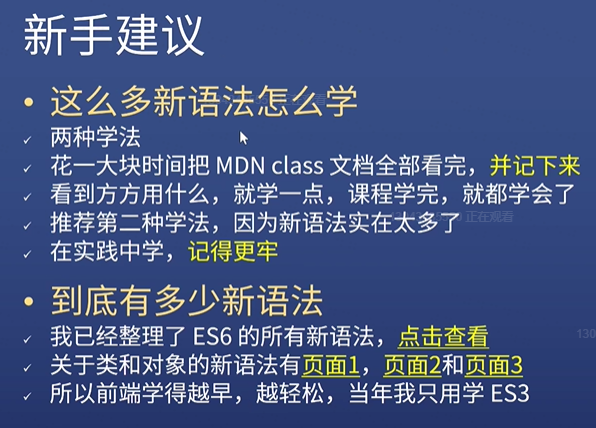 新手建议
• 这么多新语法怎么学
✓ 两种学法
✓ 花一大块时间把 MDN class 文档全部看完，并记下来
✓ 看到方方用什么，就学一点，课程学完，就都学会了
✓ 推荐第二种学法，因为新语法实在太多了
正在观看
✓ 在实践中学，记得更牢
• 到底有多少新语法
✓ 我已经整理了 ES6 的所有新语法，点击查看
130
✓ 关于类和对象的新语法有页面1，页面2和页面3
✓ 所以前端学得越早，越轻松，当年我只用学 ES3